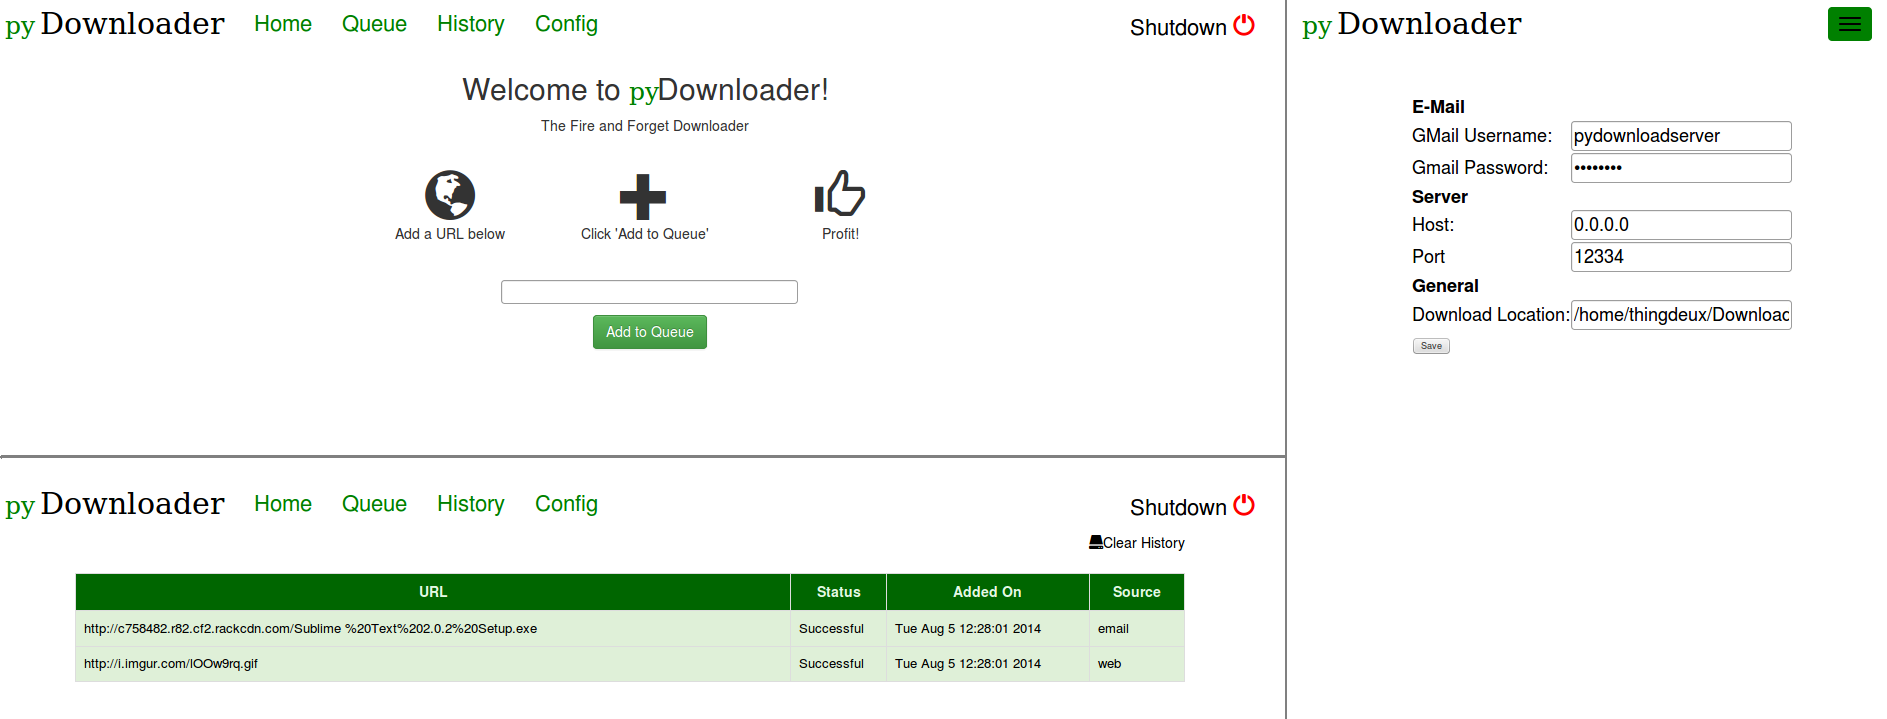 py Downloader Home Queue History Config Shutdown
Welcome to pyDownloader!
The Fire and Forget Downloader
Add a URL below Click 'Add to Queue' Profit!
Add to Queue
py Downloader Home Queue History Config Shutdown
Clear History
URL Status Added On Source
http://c758482.r82.cf2.rackcdn.com/Sublime %20Text%202.0.2%20Setup.exe Successful Tue Aug 5 12:28:01 2014 email
http://i.imgur.com/lOOw9rq.gif Successful Tue Aug 5 12:28:01 2014 web
py Downloader
E-Mail
GMail Username: pydownloadserver
Gmail Password: ••••••••
Server
Host: 0.0.0.0
Port 12334
General
Download Location: /home/thingdeux/Downloac
Save